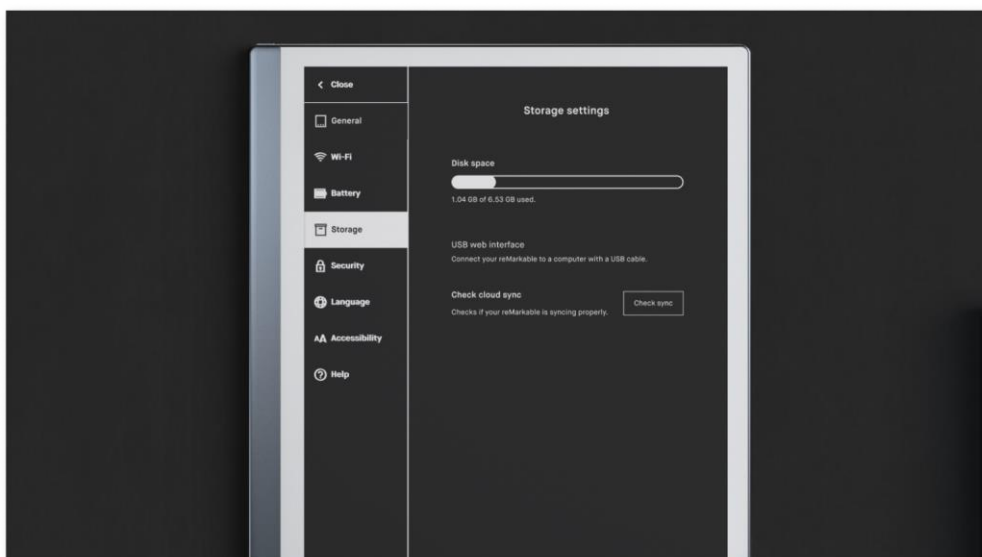 Close
General
Wi-Fi
Battery
Storage
Security
Language
Accessibility
Help
Storage settings
Disk space
1.04 GB of 6.53 GB used.
USB web interface
Connect your reMarkable to a computer with a USB cable.
Check cloud sync
Checks if your reMarkable is syncing properly.
Check sync